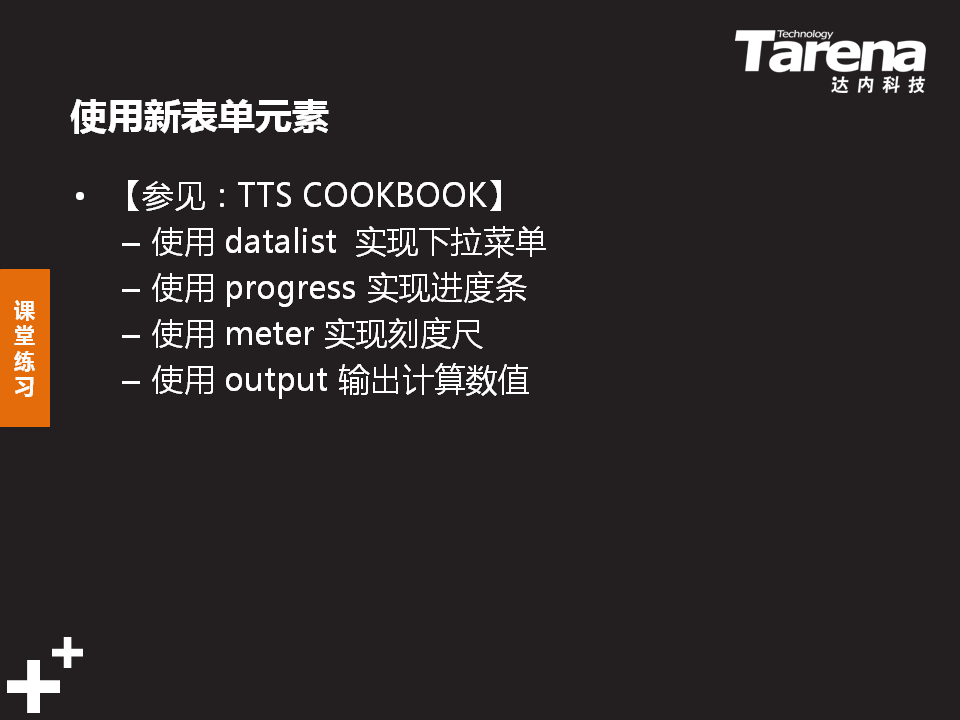 Technology
Tarena
达内科技
使用新表单元素
• 【参见：TTS COOKBOOK】
– 使用 datalist 实现下拉菜单
– 使用 progress 实现进度条
– 使用 meter 实现刻度尺
– 使用 output 输出计算数值
课堂练习